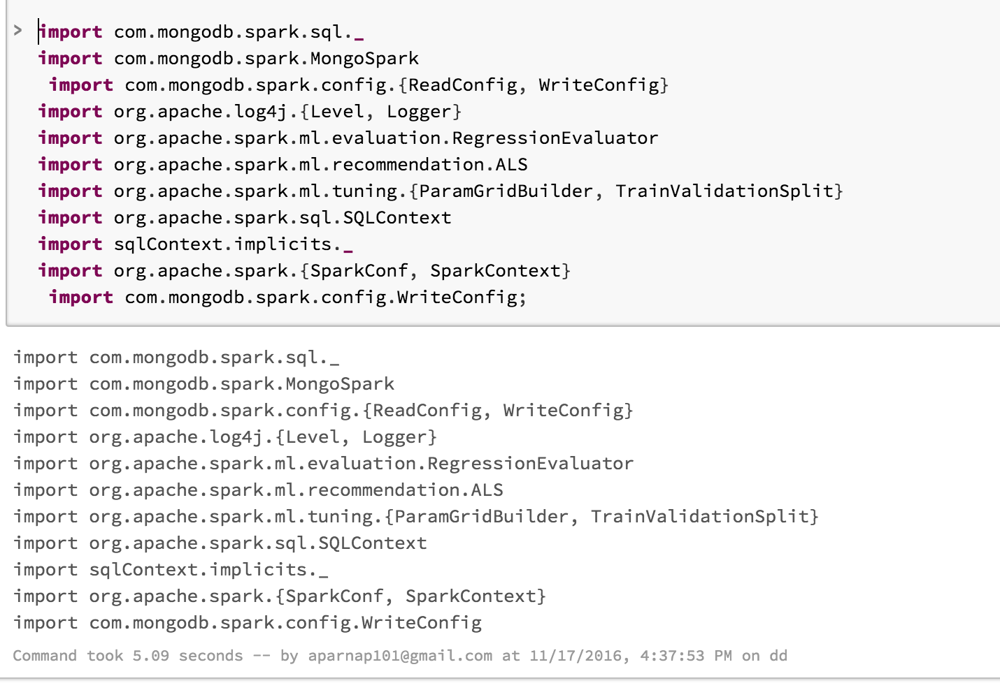 > import com.mongodb.spark.sql._
import com.mongodb.spark.MongoSpark
import com.mongodb.spark.config.{ReadConfig, WriteConfig}
import org.apache.log4j.{Level, Logger}
import org.apache.spark.ml.evaluation.RegressionEvaluator
import org.apache.spark.ml.recommendation.ALS
import org.apache.spark.ml.tuning.{ParamGridBuilder, TrainValidationSplit}
import org.apache.spark.sql.SQLContext
import sqlContext.implicits._
import org.apache.spark.{SparkConf, SparkContext}
import com.mongodb.spark.config.WriteConfig;
import com.mongodb.spark.sql._
import com.mongodb.spark.MongoSpark
import com.mongodb.spark.config.{ReadConfig, WriteConfig}
import org.apache.log4j.{Level, Logger}
import org.apache.spark.ml.evaluation.RegressionEvaluator
import org.apache.spark.ml.recommendation.ALS
import org.apache.spark.ml.tuning.{ParamGridBuilder, TrainValidationSplit}
import org.apache.spark.sql.SQLContext
import sqlContext.implicits._
import org.apache.spark.{SparkConf, SparkContext}
import com.mongodb.spark.config.WriteConfig
Command took 5.09 seconds -- by aparnap101@gmail.com at 11/17/2016, 4:37:53 PM on dd